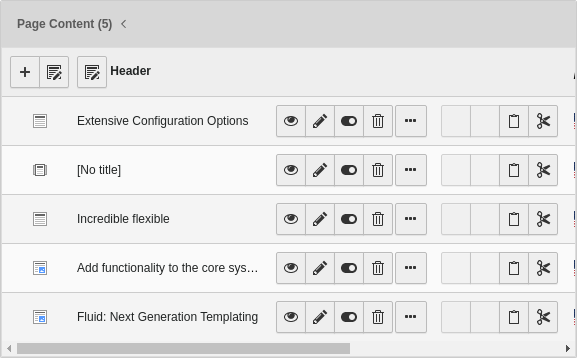 Page Content (5)
Header
Extensive Configuration Options
[No title]
Incredible flexible
Add functionality to the core sys…
Fluid: Next Generation Templating